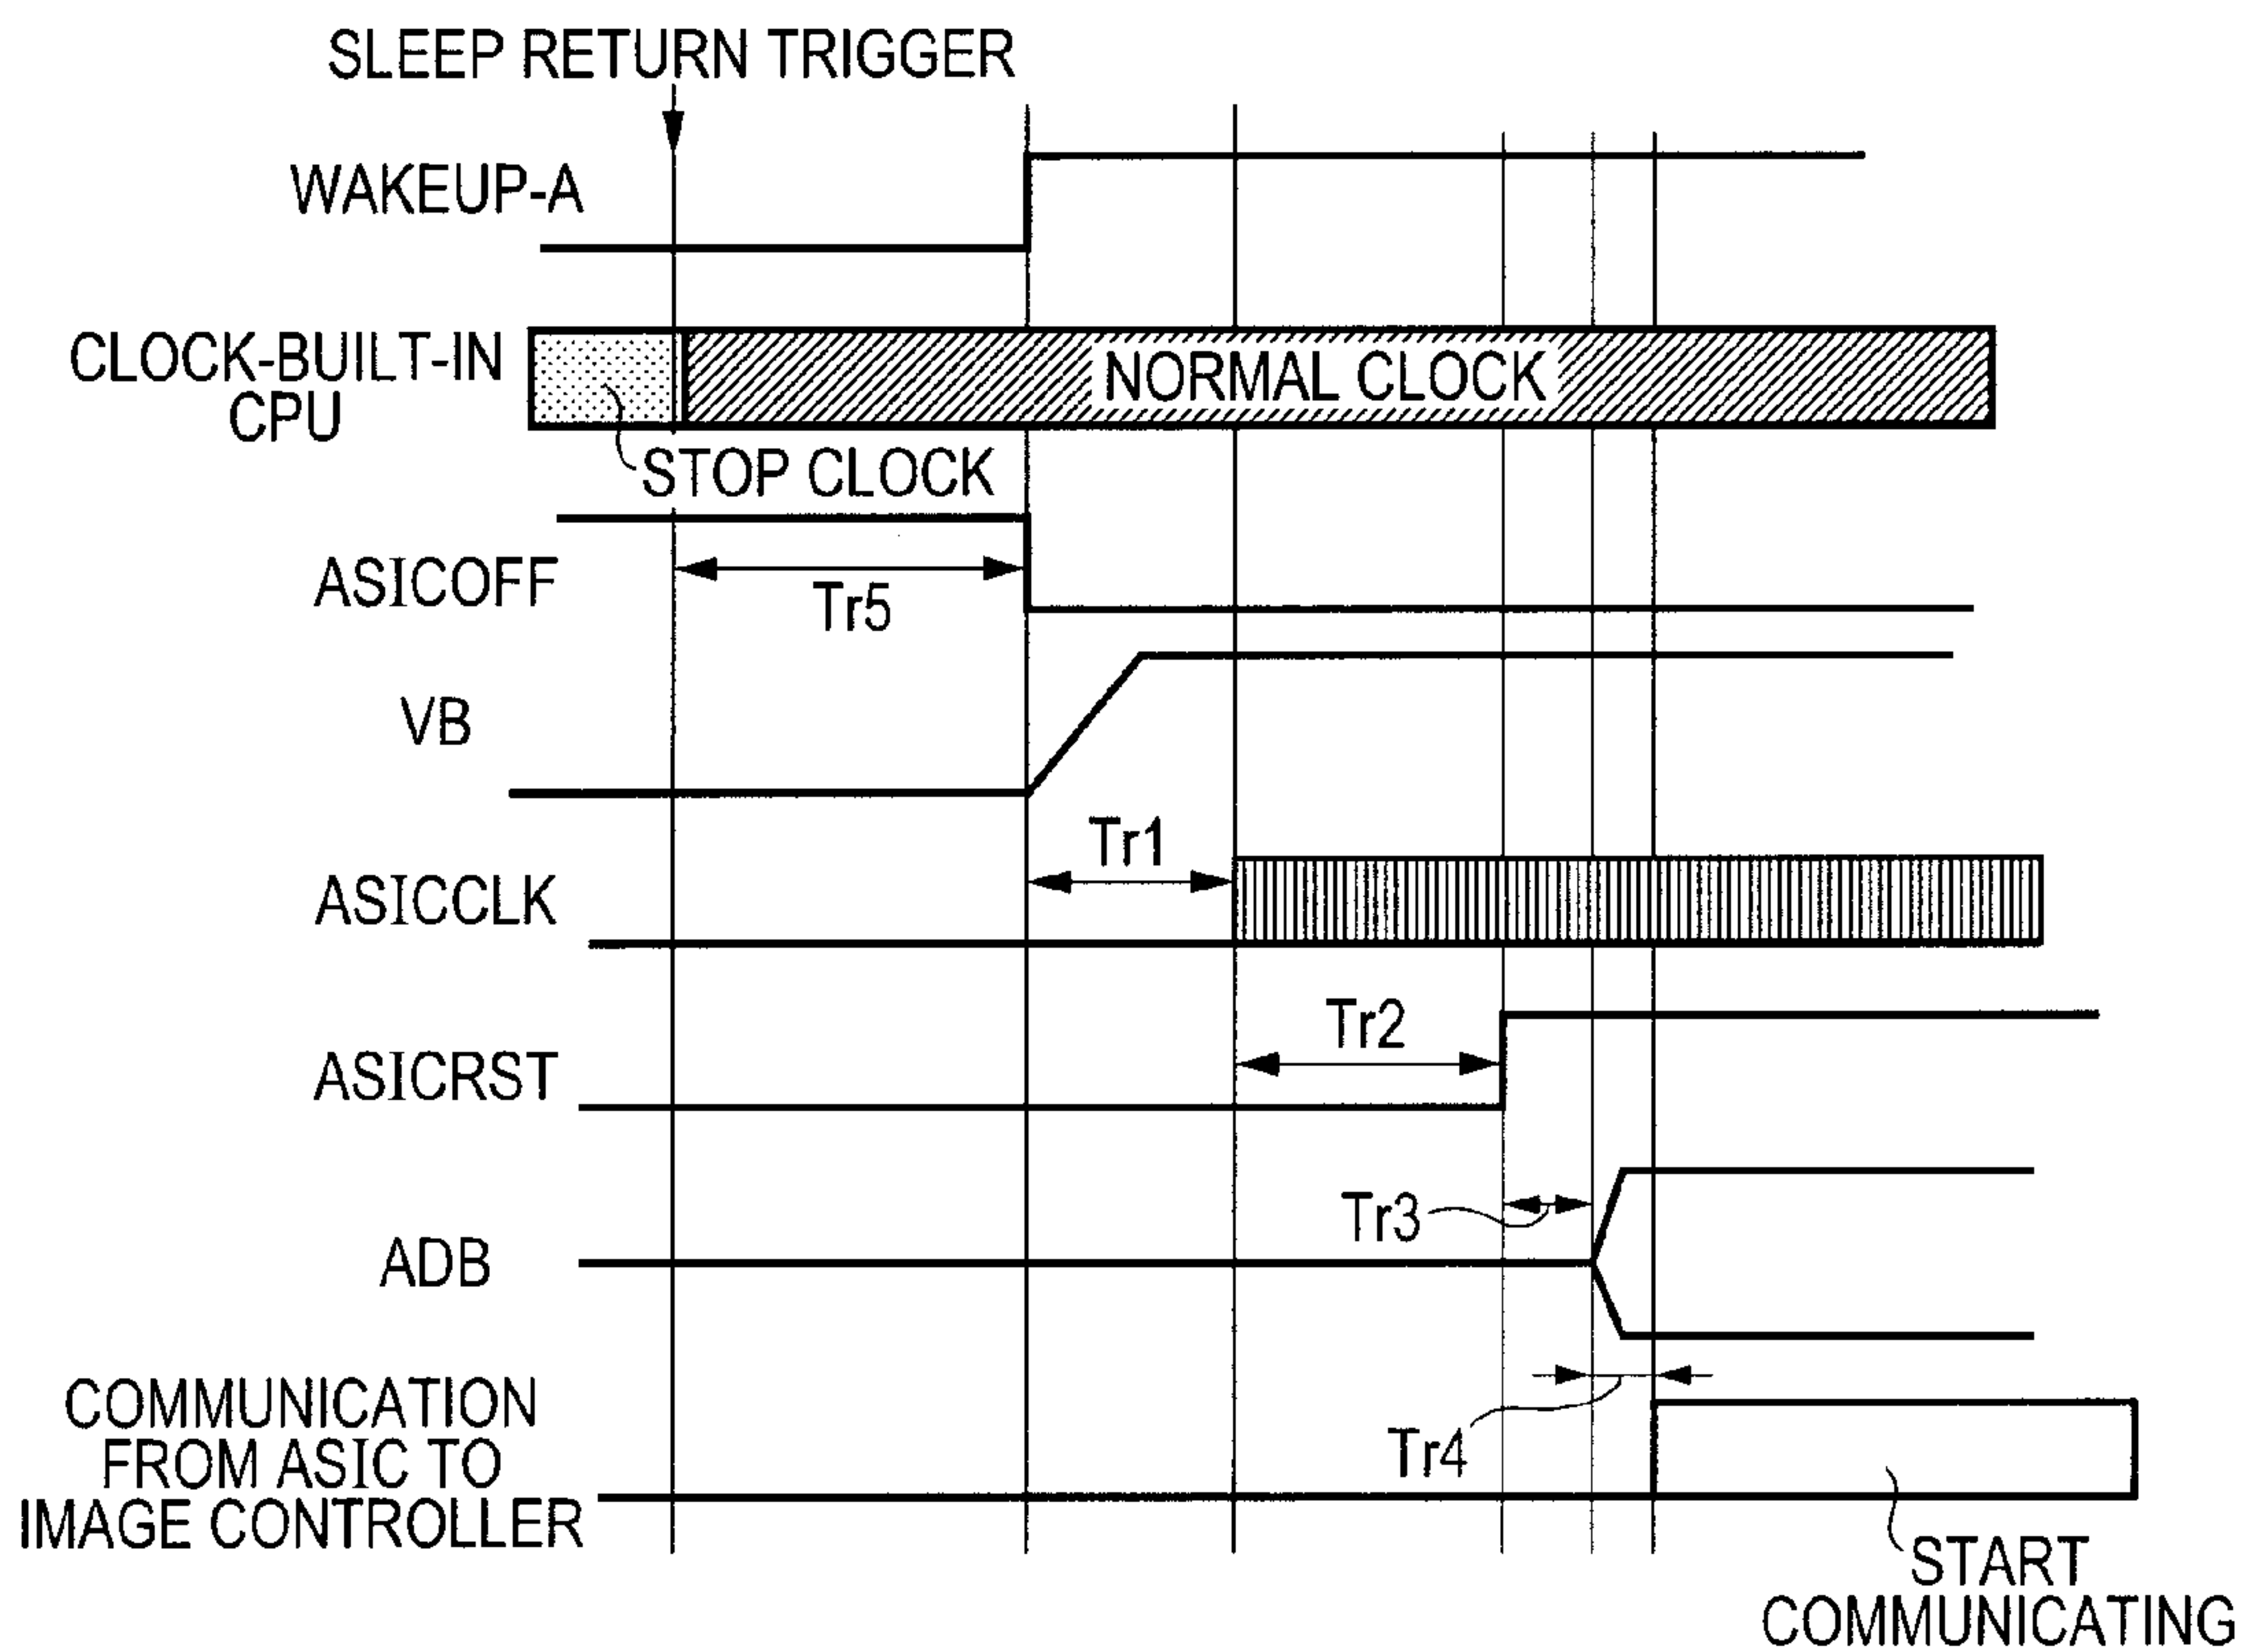 SLEEP RETURN TRIGGER
WAKEUP-A
CLOCK-BUILT-IN
CPU
NORMAL CLOCK
STOP CLOCK
ASICOFF
Tr5
VB
Tr1
ASICCLK
Tr2
ASICRST
Tr3
ADB
COMMUNICATION
FROM ASIC TO
IMAGE CONTROLLER
Tr4
START
COMMUNICATING